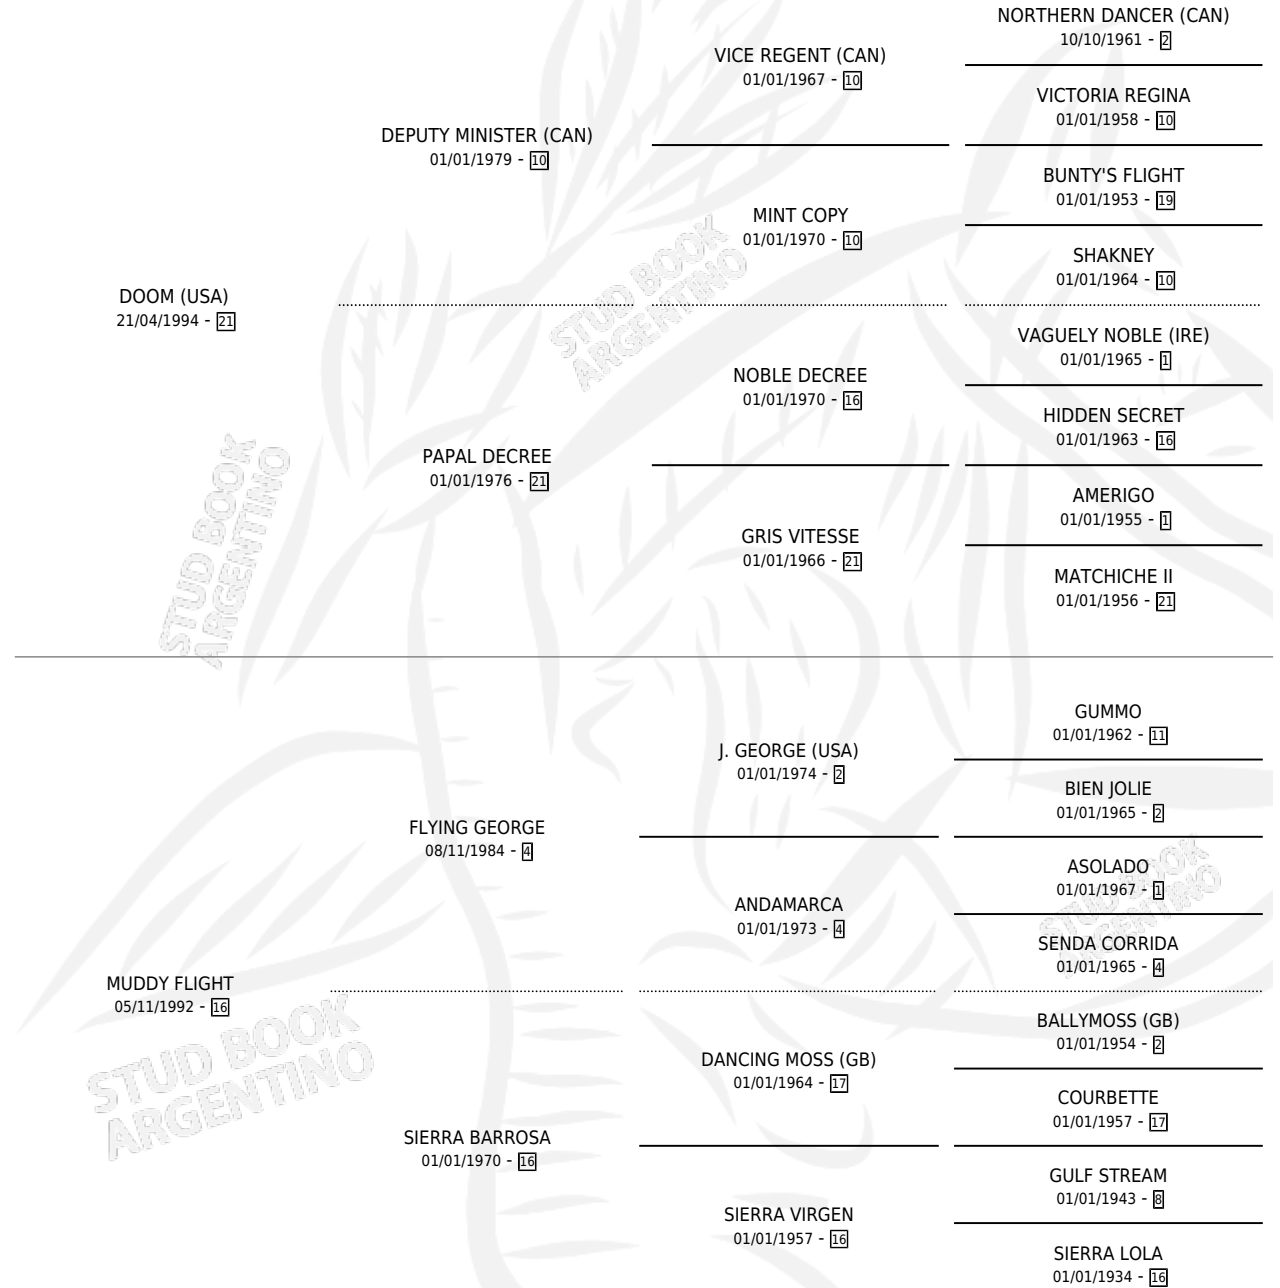 NORTHERN DANCER (CAN)
10/10/1961 - 2
VICE REGENT (CAN)
01/01/1967 - 10
VICTORIA REGINA
01/01/1958 - 10
DEPUTY MINISTER (CAN)
01/01/1979 - 10
BUNTY'S FLIGHT
01/01/1953 - 19
MINT COPY
01/01/1970 - 10
SHAKNEY
01/01/1964 - 10
DOOM (USA)
21/04/1994 - 21
STUD BOOK
ARGENTINO
VAGUELY NOBLE (IRE)
01/01/1965 - 1
NOBLE DECREE
01/01/1970 - 16
HIDDEN SECRET
01/01/1963 - 16
PAPAL DECREE
01/01/1976 - 21
AMERIGO
01/01/1955 - 1
GRIS VITESSE
01/01/1966 - 21
MATCHICHE II
01/01/1956 - 21
STUD BOOK
ARGENTINO
GUMMO
01/01/1962 - 11
J. GEORGE (USA)
01/01/1974 - 2
BIEN JOLIE
01/01/1965 - 2
FLYING GEORGE
08/11/1984 - 4
ASOLADO
01/01/1967 - 1
ANDAMARCA
01/01/1973 - 4
SENDA CORRIDA
01/01/1965 - 4
STUD BOOK
ARGENTINO
MUDDY FLIGHT
05/11/1992 - 16
BALLYMOSS (GB)
01/01/1954 - 2
DANCING MOSS (GB)
01/01/1964 - 17
COURBETTE
01/01/1957 - 17
STUD BOOK
ARGENTINO
SIERRA BARROSA
01/01/1970 - 16
GULF STREAM
01/01/1943 - 8
SIERRA VIRGEN
01/01/1957 - 16
SIERRA LOLA
01/01/1934 - 16